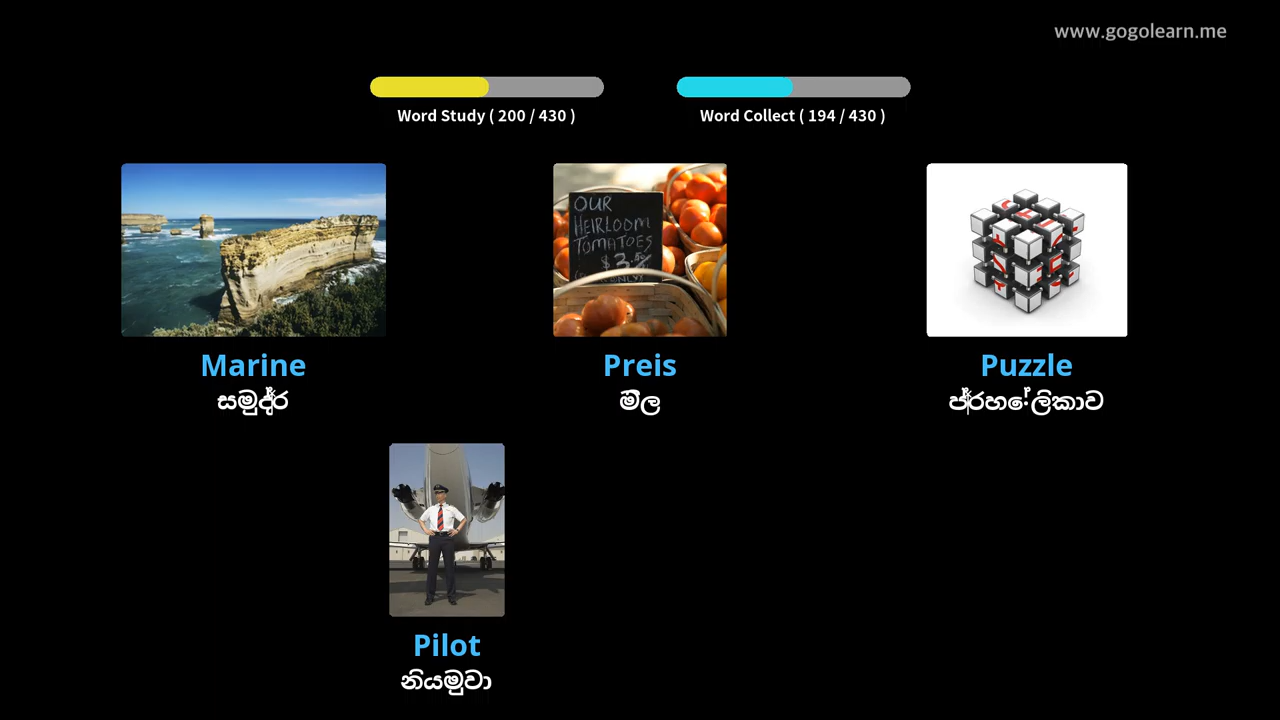 www.gogolearn.me
Word Study ( 200 / 430 )
Word Collect ( 194 / 430 )
OUR
HEIRLOOM
TOMATOES
Marine
Preis
Puzzle
සමුද්‍ර
මිල
ප්‍රහේලිකාව
Pilot
නියමුවා